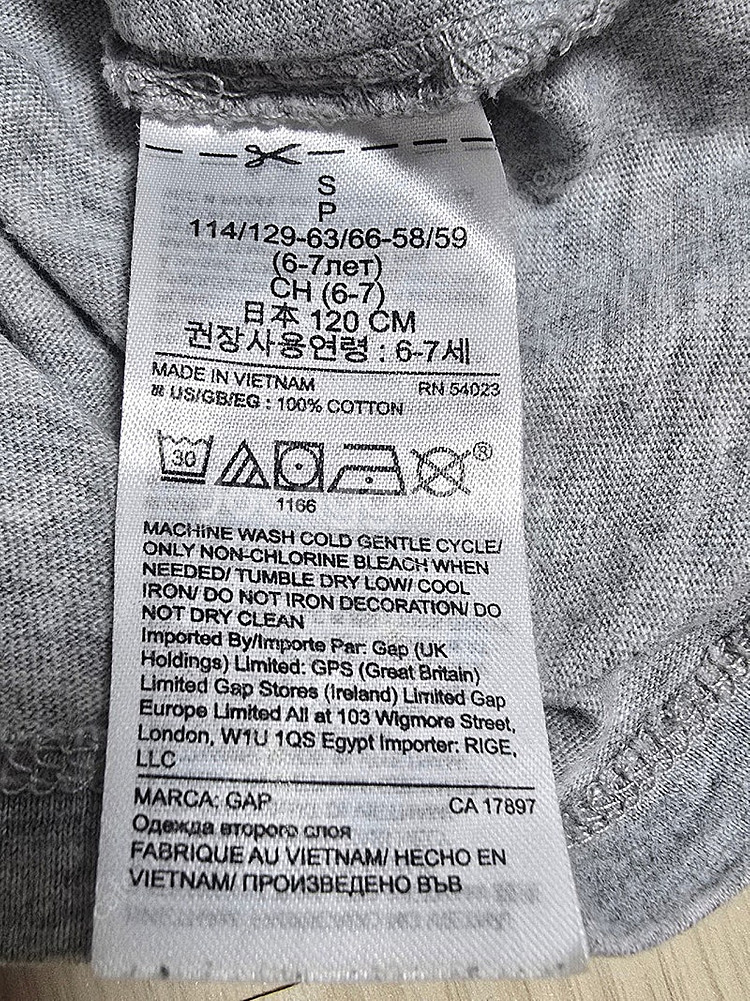 S
P
114/129-63/66-58/59
(6-7лет)
CH (6-7)
日本 120 CM
권장사용연령 : 6-7세
MADE IN VIETNAM RN 54023
US/GB/EG : 100% COTTON
30
®
1166
MACHINE WASH COLD GENTLE CYCLE/
ONLY NON-CHLORINE BLEACH WHEN
NEEDED/ TUMBLE DRY LOW/ COOL
IRON/ DO NOT IRON DECORATION/ DO
NOT DRY CLEAN
Imported By/Importe Par: Gap (UK
Holdings) Limited: GPS (Great Britain)
Limited Gap Stores (Ireland) Limited Gap
Europe Limited All at 103 Wigmore Street,
London, W1U 1QS Egypt Importer: RIGE,
LLC
MARCA: GAP CA 17897
Одежда второго слоя
FABRIQUE AU VIETNAM/ HECHO EN
VIETNAM/ ПРОИЗВЕДЕНО ВЪВ